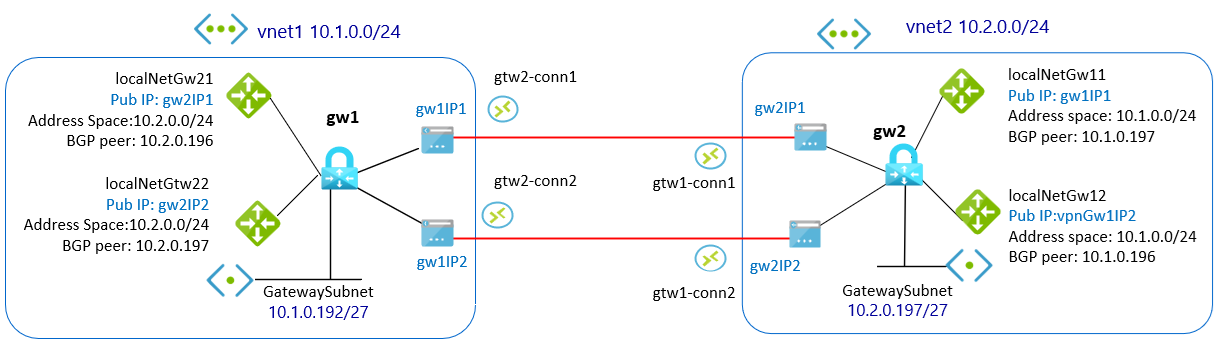 vnet1 10.1.0.0/24
vnet2 10.2.0.0/24
localNetGw21
Pub IP: gw2IP1
Address Space:10.2.0.0/24
BGP peer: 10.2.0.196
localNetGtw22
Pub IP: gw2IP2
Address Space:10.2.0.0/24
BGP peer: 10.2.0.197
gw1
GatewaySubnet
10.1.0.192/27
gw1IP1
gw1IP2
gtw2-conn1
gtw2-conn2
gtw1-conn1
gtw1-conn2
gw2IP1
gw2IP2
gw2
GatewaySubnet
10.2.0.197/27
localNetGw11
Pub IP: gw1IP1
Address space: 10.1.0.0/24
BGP peer: 10.1.0.197
localNetGw12
Pub IP:vpnGw1IP2
Address space: 10.1.0.0/24
BGP peer: 10.1.0.196